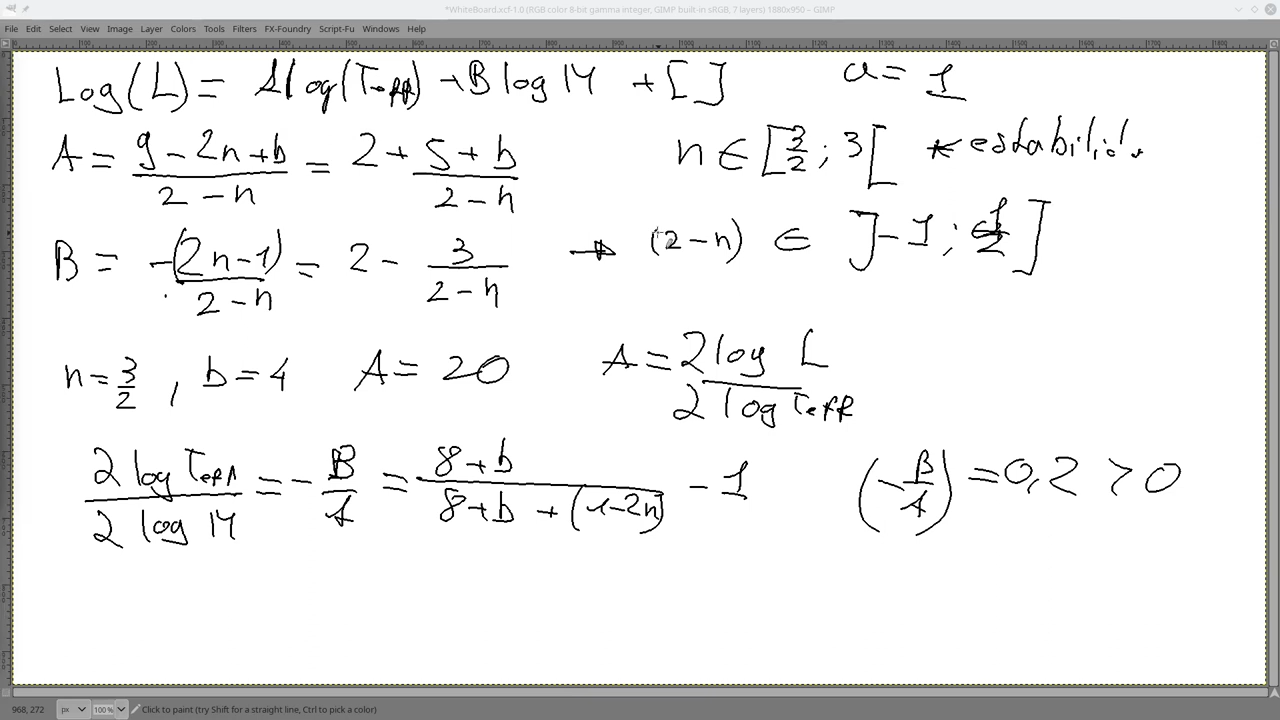 *WhiteBoard.xcf-1.0 (RGB color 8-bit gamma integer, GIMP built-in sRGB, 7 layers) 1880x950 – GIMP
File Edit Select View Image Layer Colors Tools Filters FX-Foundry Script-Fu Windows Help
Log(L) = A log(Teff) + B log M + [ ] a = 1
A = (9 - 2n + b)/(2 - n) = 2 + (5 + b)/(2 - n) n ∈ [3/2 ; 3[ * estabilid.
B = -(2n - 1)/(2 - n) = 2 - 3/(2 - n) → (2 - n) ∈ ]-1 ; 1/2]
n = 3/2 , b = 4 A = 20 A = 2 log L / 2 log Teff
2 log Teff / 2 log M = - B/A = (8 + b)/(8 + b + (1 - 2n)) - 1 (- B/A) = 0,2 > 0
968, 272 px 100 % Click to paint (try Shift for a straight line, Ctrl to pick a color)